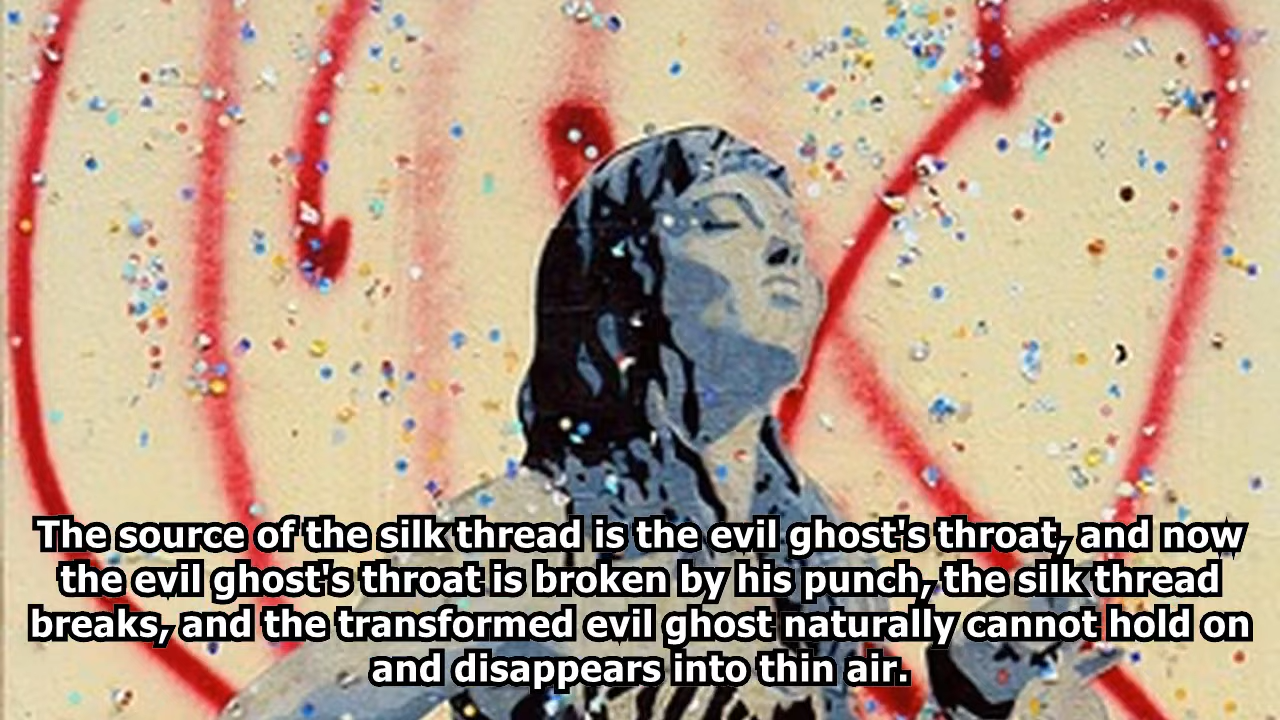 The source of the silk thread is the evil ghost's throat, and now
the evil ghost's throat is broken by his punch, the silk thread
breaks, and the transformed evil ghost naturally cannot hold on
and disappears into thin air.